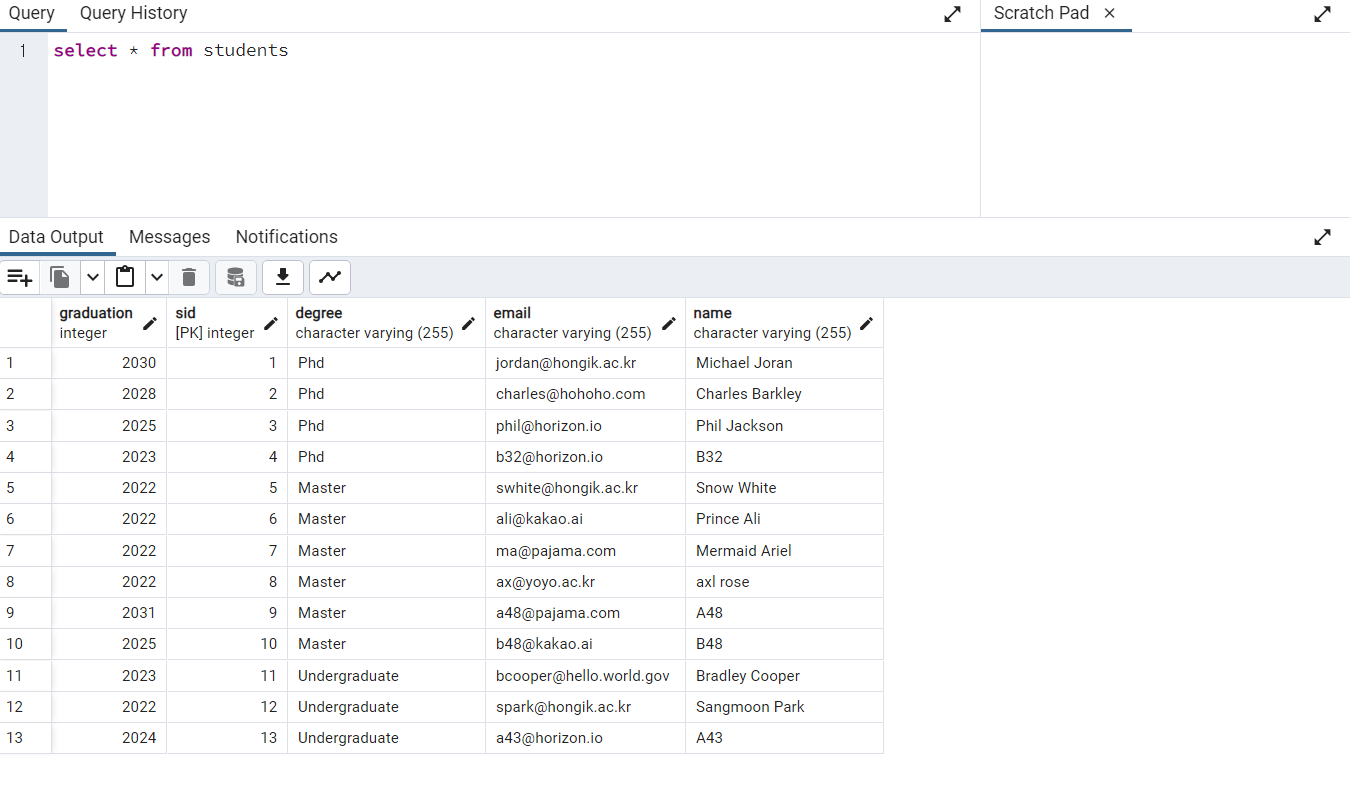 Query Query History Scratch Pad ×
1 select * from students
Data Output Messages Notifications
graduation sid degree email name
integer [PK] integer character varying (255) character varying (255) character varying (255)
1 2030 1 Phd jordan@hongik.ac.kr Michael Joran
2 2028 2 Phd charles@hohoho.com Charles Barkley
3 2025 3 Phd phil@horizon.io Phil Jackson
4 2023 4 Phd b32@horizon.io B32
5 2022 5 Master swhite@hongik.ac.kr Snow White
6 2022 6 Master ali@kakao.ai Prince Ali
7 2022 7 Master ma@pajama.com Mermaid Ariel
8 2022 8 Master ax@yoyo.ac.kr axl rose
9 2031 9 Master a48@pajama.com A48
10 2025 10 Master b48@kakao.ai B48
11 2023 11 Undergraduate bcooper@hello.world.gov Bradley Cooper
12 2022 12 Undergraduate spark@hongik.ac.kr Sangmoon Park
13 2024 13 Undergraduate a43@horizon.io A43